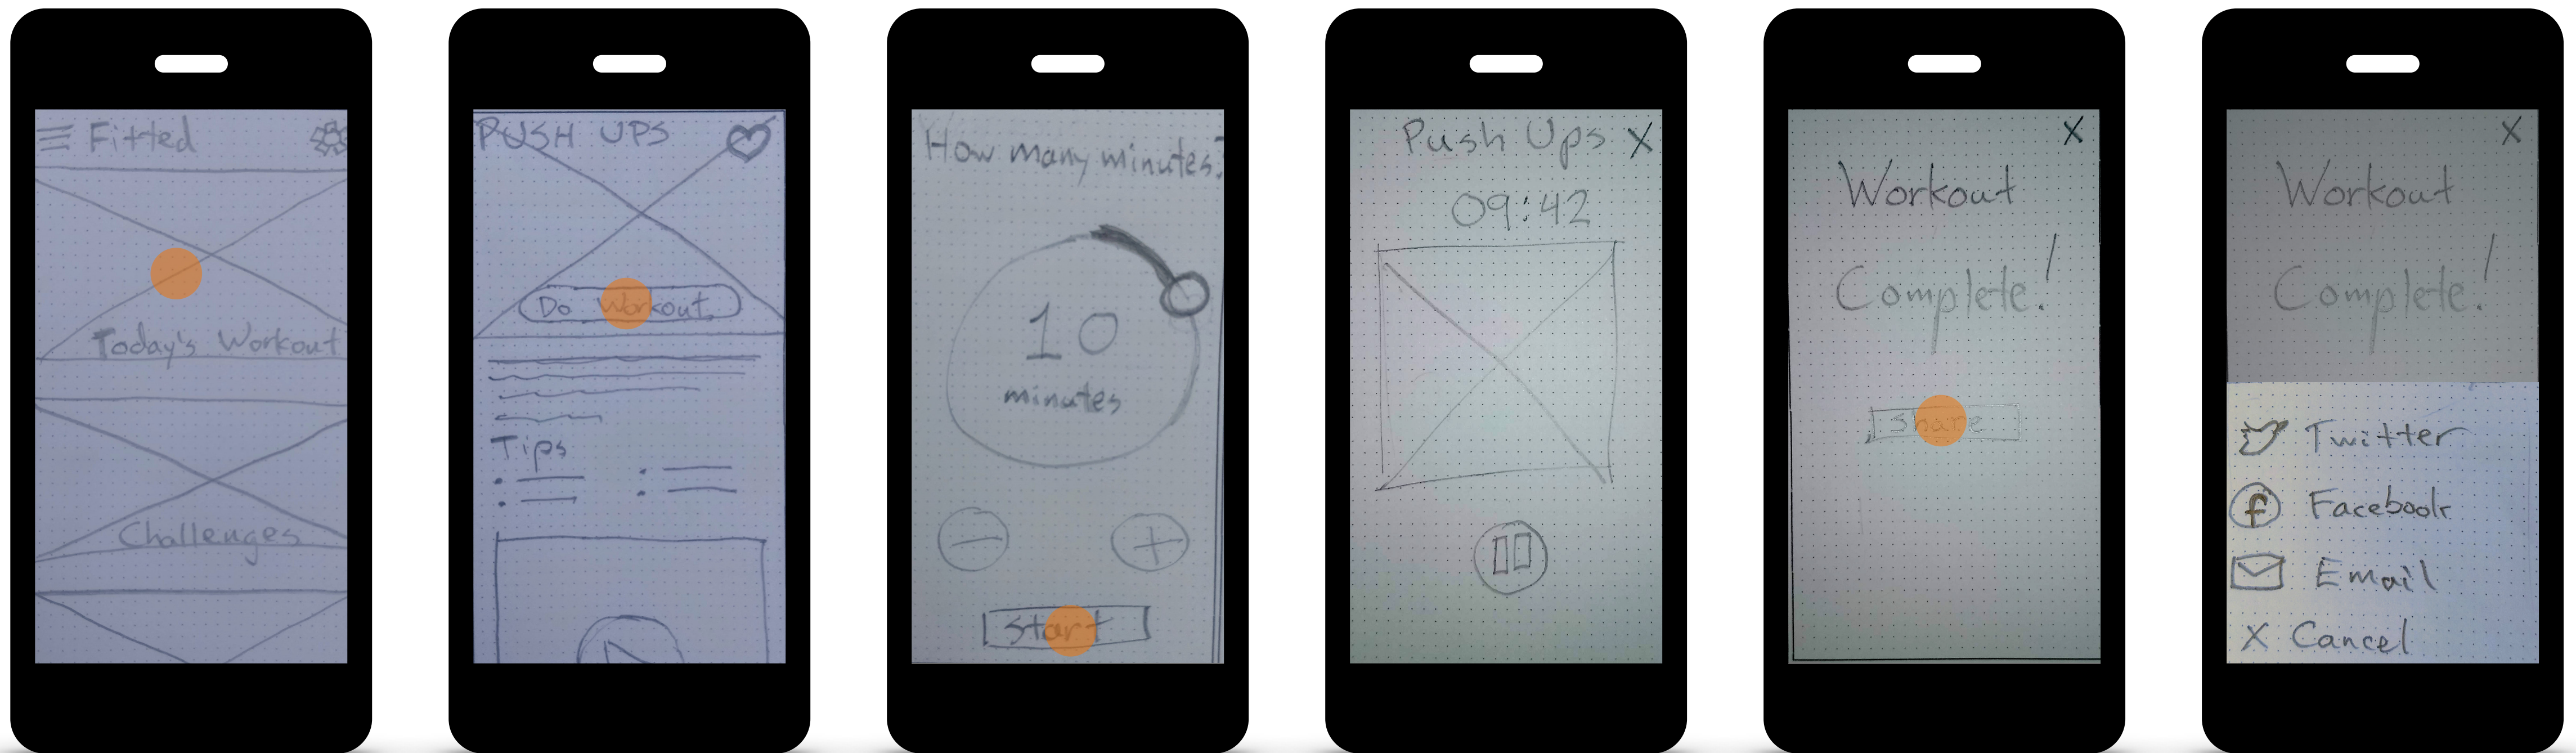 Fitted
Today's Workout
Challenges
PUSH UPS
Do Workout
Tips
How many minutes?
10
minutes
Start
Push Ups X
09:42
X
Workout
Complete!
Share
X
Workout
Complete!
Twitter
f Facebook
Email
X Cancel